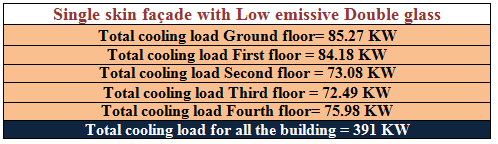 Single skin façade with Low emissive Double glass
Total cooling load Ground floor= 85.27 KW
Total cooling load First floor = 84.18 KW
Total cooling load Second floor = 73.08 KW
Total cooling load Third floor = 72.49 KW
Total cooling load Fourth floor= 75.98 KW
Total cooling load for all the building = 391 KW